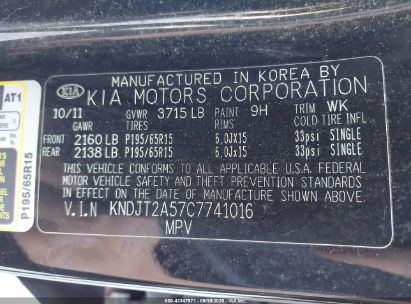 MANUFACTURED IN KOREA BY
KIA KIA MOTORS CORPORATION
10/11 GVWR 3715 LB PAINT 9H TRIM WK
GAWR TIRES RIMS COLD TIRE INFL.
FRONT 2160 LB P195/65R15 6.0JX15 33psi SINGLE
REAR 2138 LB P195/65R15 6.0JX15 33psi SINGLE
THIS VEHICLE CONFORMS TO ALL APPLICABLE U.S.A. FEDERAL
MOTOR VEHICLE SAFETY AND THEFT PREVENTION STANDARDS
IN EFFECT ON THE DATE OF MANUFACTURE SHOWN ABOVE.
V.I.N KNDJT2A57C7741016
MPV
AT1
P195/65R15